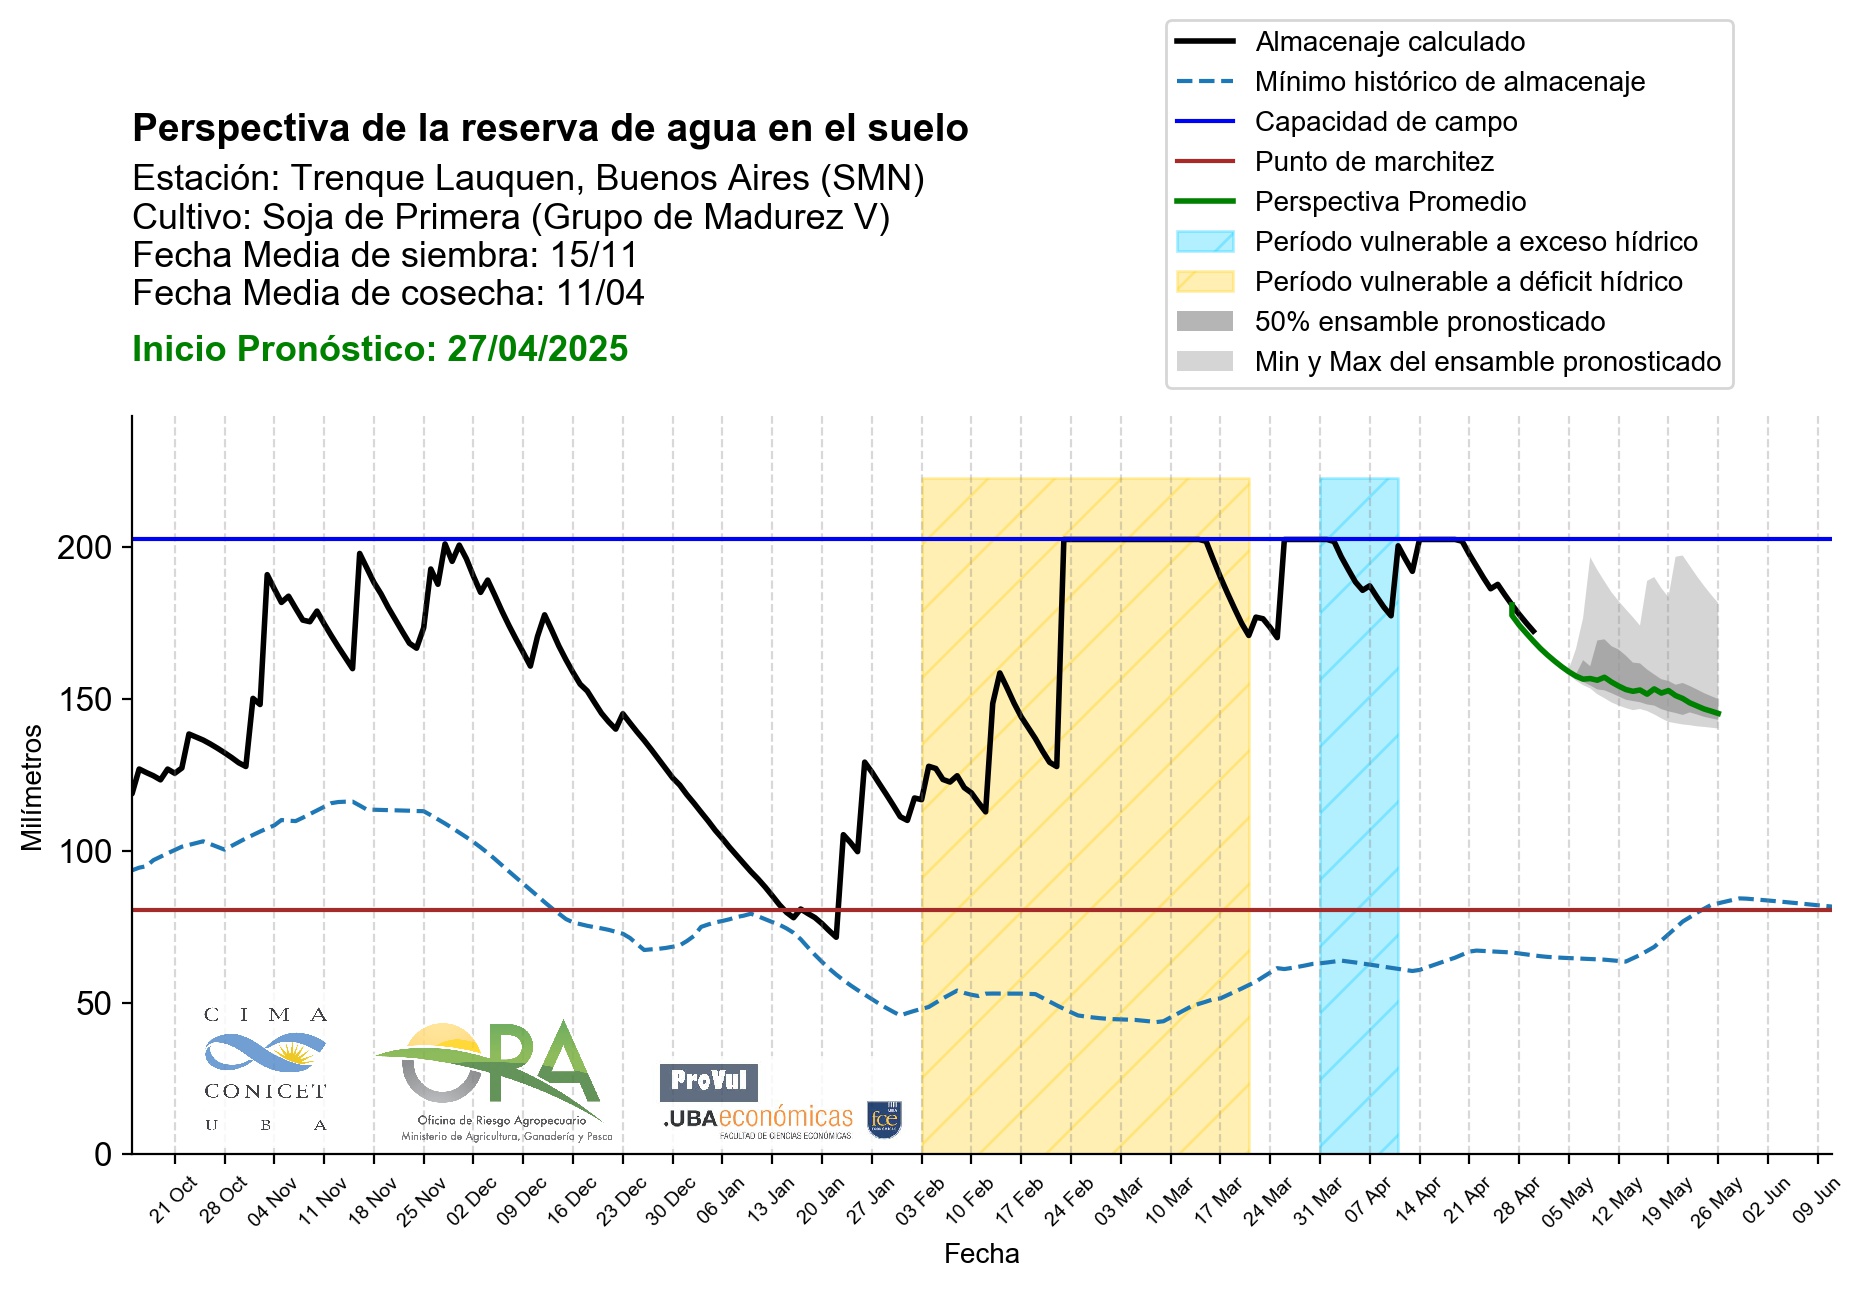 Almacenaje calculado
Mínimo histórico de almacenaje
Capacidad de campo
Punto de marchitez
Perspectiva Promedio
Período vulnerable a exceso hídrico
Período vulnerable a déficit hídrico
50% ensamble pronosticado
Min y Max del ensamble pronosticado
Perspectiva de la reserva de agua en el suelo
Estación: Trenque Lauquen, Buenos Aires (SMN)
Cultivo: Soja de Primera (Grupo de Madurez V)
Fecha Media de siembra: 15/11
Fecha Media de cosecha: 11/04
Inicio Pronóstico: 27/04/2025
Milímetros
200
150
100
50
0
CIMA
CONICET
UBA
ORA
Oficina de Riesgo Agropecuario
Ministerio de Agricultura, Ganadería y Pesca
ProVul
.UBAeconómicas
FACULTAD DE CIENCIAS ECONÓMICAS
UBA
fce
ECONÓMICAS
21 Oct
28 Oct
04 Nov
11 Nov
18 Nov
25 Nov
02 Dec
09 Dec
16 Dec
23 Dec
30 Dec
06 Jan
13 Jan
20 Jan
27 Jan
03 Feb
10 Feb
17 Feb
24 Feb
03 Mar
10 Mar
17 Mar
24 Mar
31 Mar
07 Apr
14 Apr
21 Apr
28 Apr
05 May
12 May
19 May
26 May
02 Jun
09 Jun
Fecha